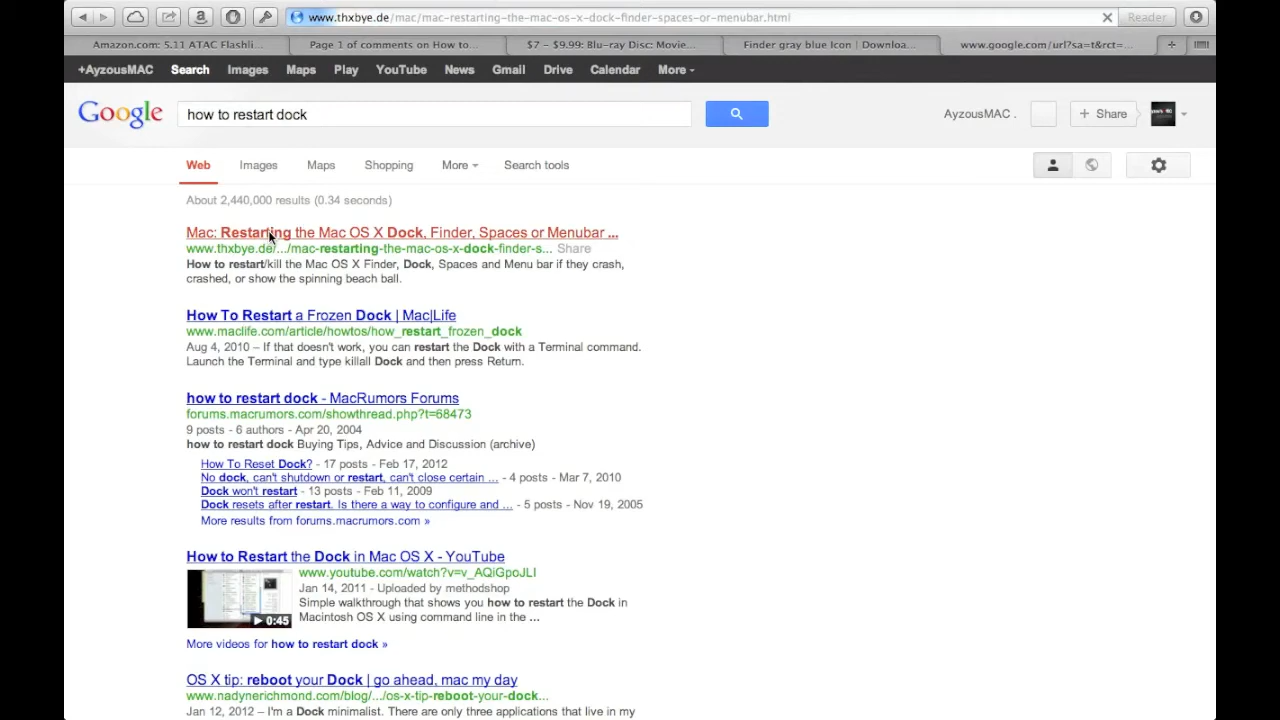 www.thxbye.de/mac/mac-restarting-the-mac-os-x-dock-finder-spaces-or-menubar.html
Reader
Amazon.com: 5.11 ATAC Flashli...
Page 1 of comments on How to...
$7 – $9.99: Blu-ray Disc: Movie...
Finder gray blue Icon | Downloa...
www.google.com/url?sa=t&rct=...
+AyzousMAC Search Images Maps Play YouTube News Gmail Drive Calendar More
Google
how to restart dock
AyzousMAC .
+ Share
Web Images Maps Shopping More Search tools
About 2,440,000 results (0.34 seconds)
Mac: Restarting the Mac OS X Dock, Finder, Spaces or Menubar ...
www.thxbye.de/.../mac-restarting-the-mac-os-x-dock-finder-s... Share
How to restart/kill the Mac OS X Finder, Dock, Spaces and Menu bar if they crash,
crashed, or show the spinning beach ball.
How To Restart a Frozen Dock | Mac|Life
www.maclife.com/article/howtos/how_restart_frozen_dock
Aug 4, 2010 – If that doesn't work, you can restart the Dock with a Terminal command.
Launch the Terminal and type killall Dock and then press Return.
how to restart dock - MacRumors Forums
forums.macrumors.com/showthread.php?t=68473
9 posts - 6 authors - Apr 20, 2004
how to restart dock Buying Tips, Advice and Discussion (archive)
How To Reset Dock? - 17 posts - Feb 17, 2012
No dock, can't shutdown or restart, can't close certain ... - 4 posts - Mar 7, 2010
Dock won't restart - 13 posts - Feb 11, 2009
Dock resets after restart. Is there a way to configure and ... - 5 posts - Nov 19, 2005
More results from forums.macrumors.com »
How to Restart the Dock in Mac OS X - YouTube
www.youtube.com/watch?v=v_AQiGpoJLI
Jan 14, 2011 - Uploaded by methodshop
Simple walkthrough that shows you how to restart the Dock in
Macintosh OS X using command line in the ...
0:45
More videos for how to restart dock »
OS X tip: reboot your Dock | go ahead, mac my day
www.nadynerichmond.com/blog/.../os-x-tip-reboot-your-dock...
Jan 12, 2012 – I'm a Dock minimalist. There are only three applications that live in my